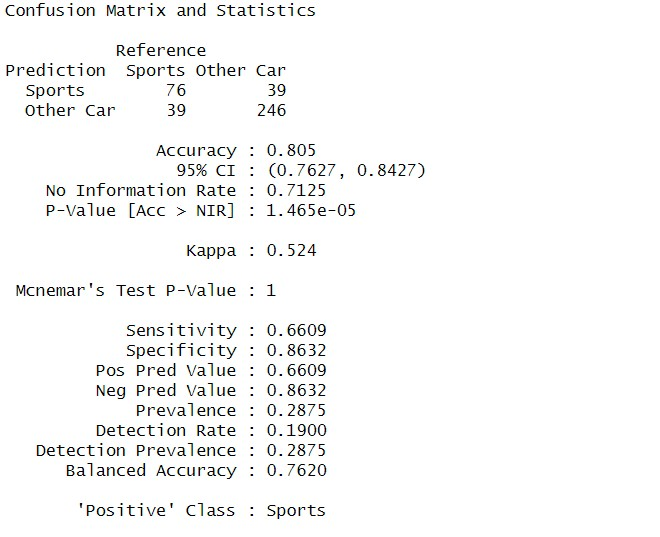 Confusion Matrix and Statistics
Reference
Prediction Sports Other Car
Sports 76 39
Other Car 39 246
Accuracy : 0.805
95% CI : (0.7627, 0.8427)
No Information Rate : 0.7125
P-Value [Acc > NIR] : 1.465e-05
Kappa : 0.524
Mcnemar's Test P-Value : 1
Sensitivity : 0.6609
Specificity : 0.8632
Pos Pred Value : 0.6609
Neg Pred Value : 0.8632
Prevalence : 0.2875
Detection Rate : 0.1900
Detection Prevalence : 0.2875
Balanced Accuracy : 0.7620
'Positive' Class : Sports